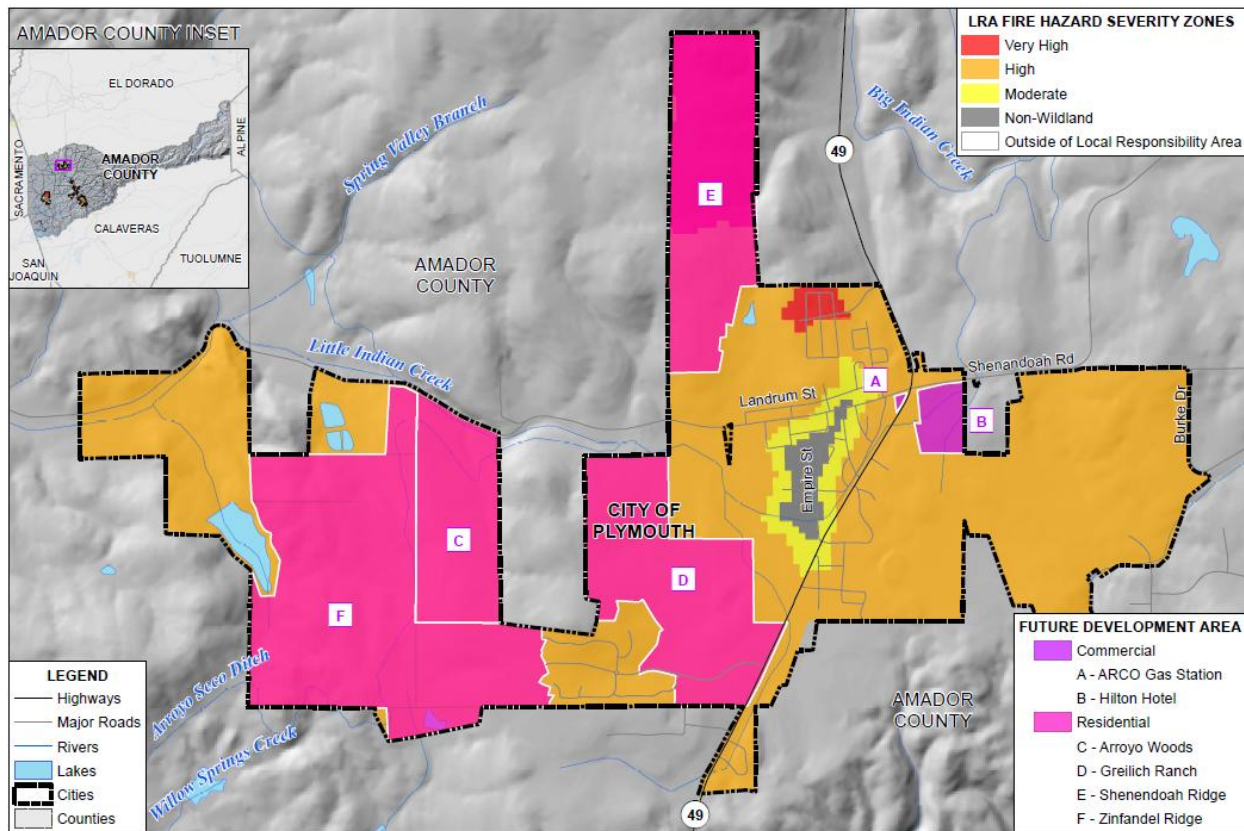 AMADOR COUNTY INSET
EL DORADO
ALPINE
SACRAMENTO
AMADOR
COUNTY
CALAVERAS
TUOLUMNE
SAN
JOAQUIN
LRA FIRE HAZARD SEVERITY ZONES
Very High
High
Moderate
Non-Wildland
Outside of Local Responsibility Area
Spring Valley Branch
Big Indian Creek
49
E
AMADOR
COUNTY
Little Indian Creek
Shenandoah Rd
A
Landrum St
B
Burke Dr
Empire St
CITY OF
PLYMOUTH
C
D
F
Arroyo Seco Ditch
Willow Springs Creek
AMADOR
COUNTY
49
LEGEND
Highways
Major Roads
Rivers
Lakes
Cities
Counties
FUTURE DEVELOPMENT AREA
Commercial
A - ARCO Gas Station
B - Hilton Hotel
Residential
C - Arroyo Woods
D - Greilich Ranch
E - Shenendoah Ridge
F - Zinfandel Ridge